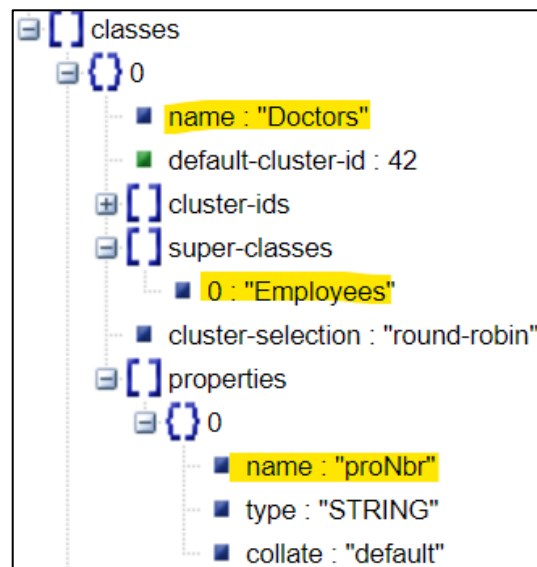 classes
0
name : "Doctors"
default-cluster-id : 42
cluster-ids
super-classes
0 : "Employees"
cluster-selection : "round-robin"
properties
0
name : "proNbr"
type : "STRING"
collate : "default"